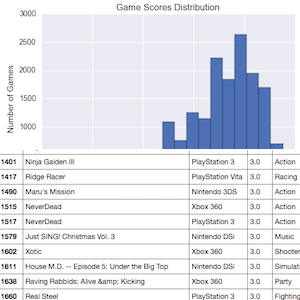 Game Scores Distribution
3000
2500
2000
1500
1000
Number of Games
1401 Ninja Gaiden III PlayStation 3 3.0 Action
1417 Ridge Racer PlayStation Vita 3.0 Racing
1490 Maru's Mission Nintendo 3DS 3.0 Action
1515 NeverDead Xbox 360 3.0 Action
1517 NeverDead PlayStation 3 3.0 Action
1579 Just SING! Christmas Vol. 3 Nintendo DSi 3.0 Music
1602 Xotic Xbox 360 3.0 Shooter
1611 House M.D. -- Episode 5: Under the Big Top Nintendo DSi 3.0 Simulati
1638 Raving Rabbids: Alive &amp; Kicking Xbox 360 3.0 Party
1660 Real Steel PlayStation 3 3.0 Fighting